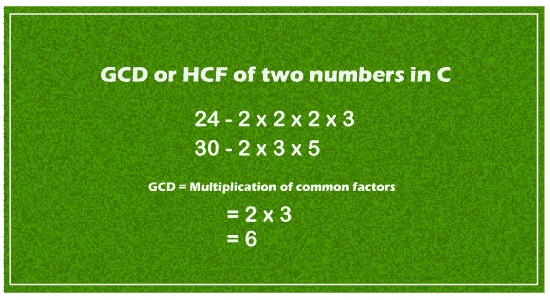 GCD or HCF of two numbers in C
24 - 2 x 2 x 2 x 3
30 - 2 x 3 x 5
GCD = Multiplication of common factors
= 2 x 3
= 6